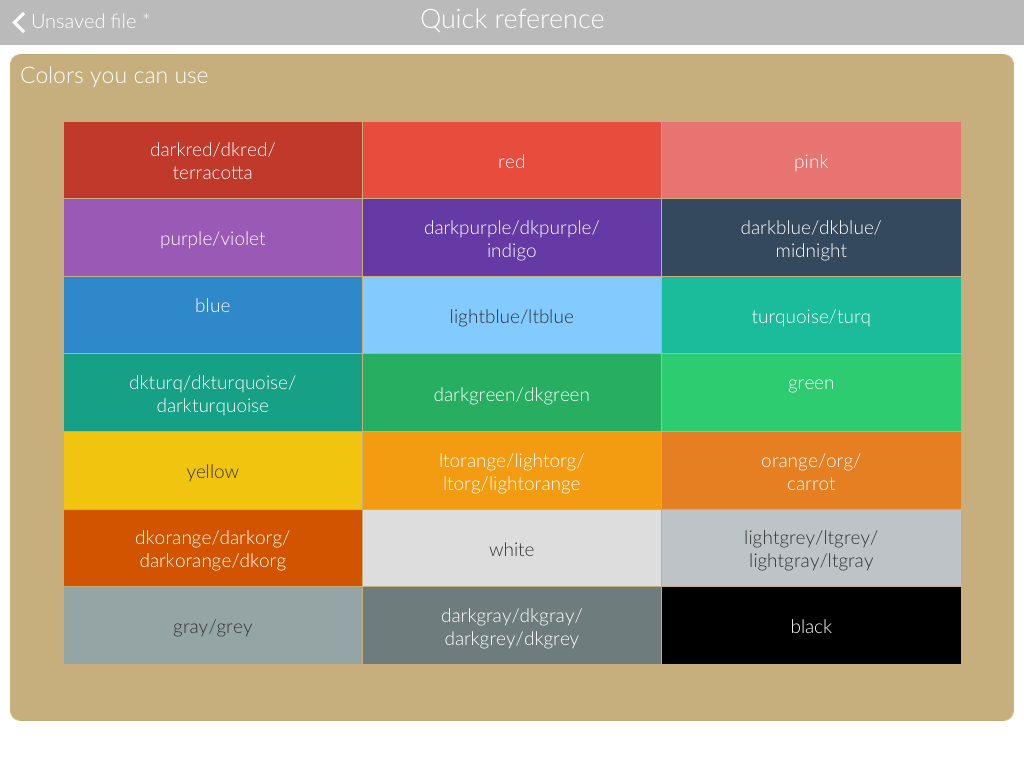 Unsaved file *
Quick reference
Colors you can use
darkred/dkred/
terracotta
red
pink
purple/violet
darkpurple/dkpurple/
indigo
darkblue/dkblue/
midnight
blue
lightblue/ltblue
turquoise/turq
dkturq/dkturquoise/
darkturquoise
darkgreen/dkgreen
green
yellow
ltorange/lightorg/
ltorg/lightorange
orange/org/
carrot
dkorange/darkorg/
darkorange/dkorg
white
lightgrey/ltgrey/
lightgray/ltgray
gray/grey
darkgray/dkgray/
darkgrey/dkgrey
black